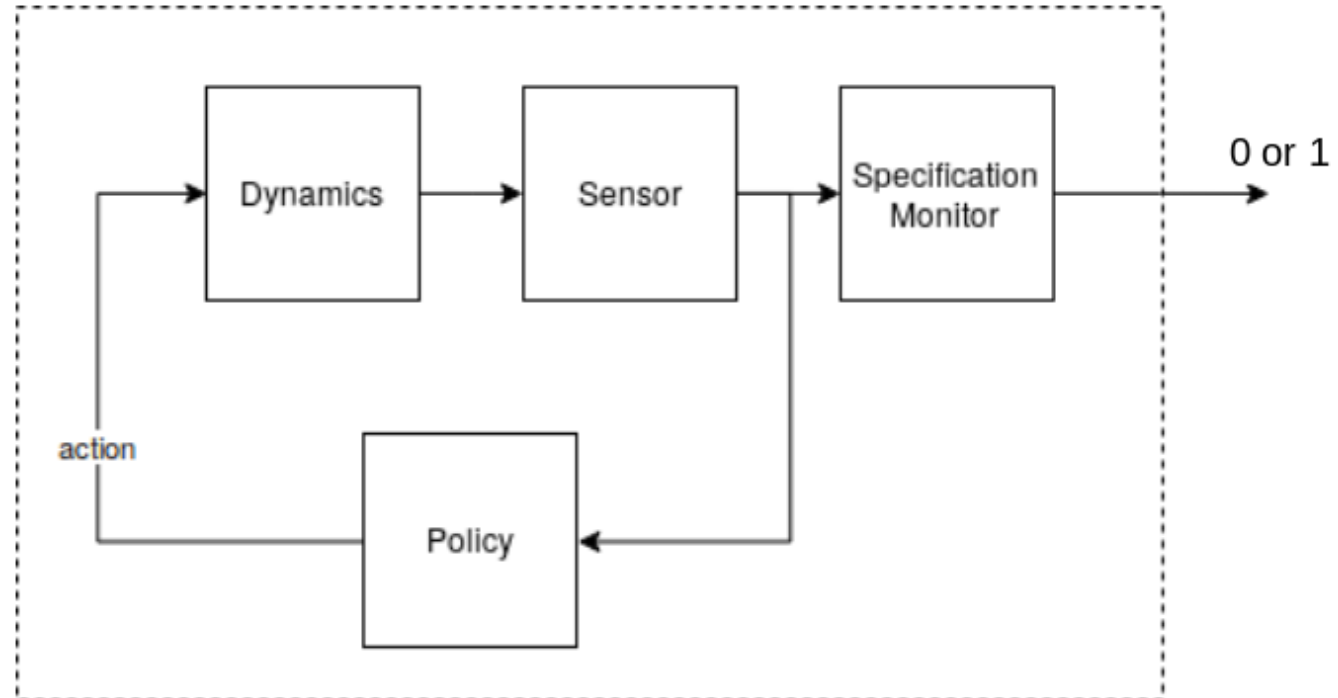 0 or 1
Dynamics
Sensor
Specification
Monitor
action
Policy